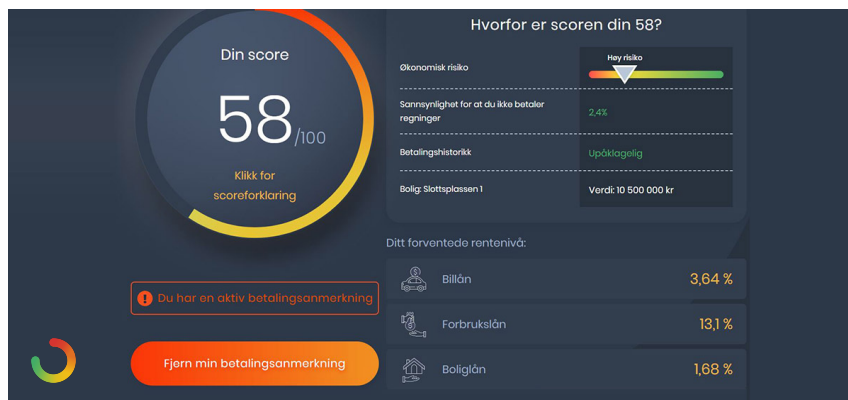 Din score
58/100
Klikk for
scoreforklaring
Du har en aktiv betalingsanmerkning
Fjern min betalingsanmerkning
Hvorfor er scoren din 58?
Økonomisk risiko
Høy risiko
Sannsynlighet for at du ikke betaler
regninger
2,4%
Betalingshistorikk
Upåklagelig
Bolig: Slottsplassen 1
Verdi: 10 500 000 kr
Ditt forventede rentenivå:
Billån
3,64 %
Forbrukslån
13,1 %
Boliglån
1,68 %